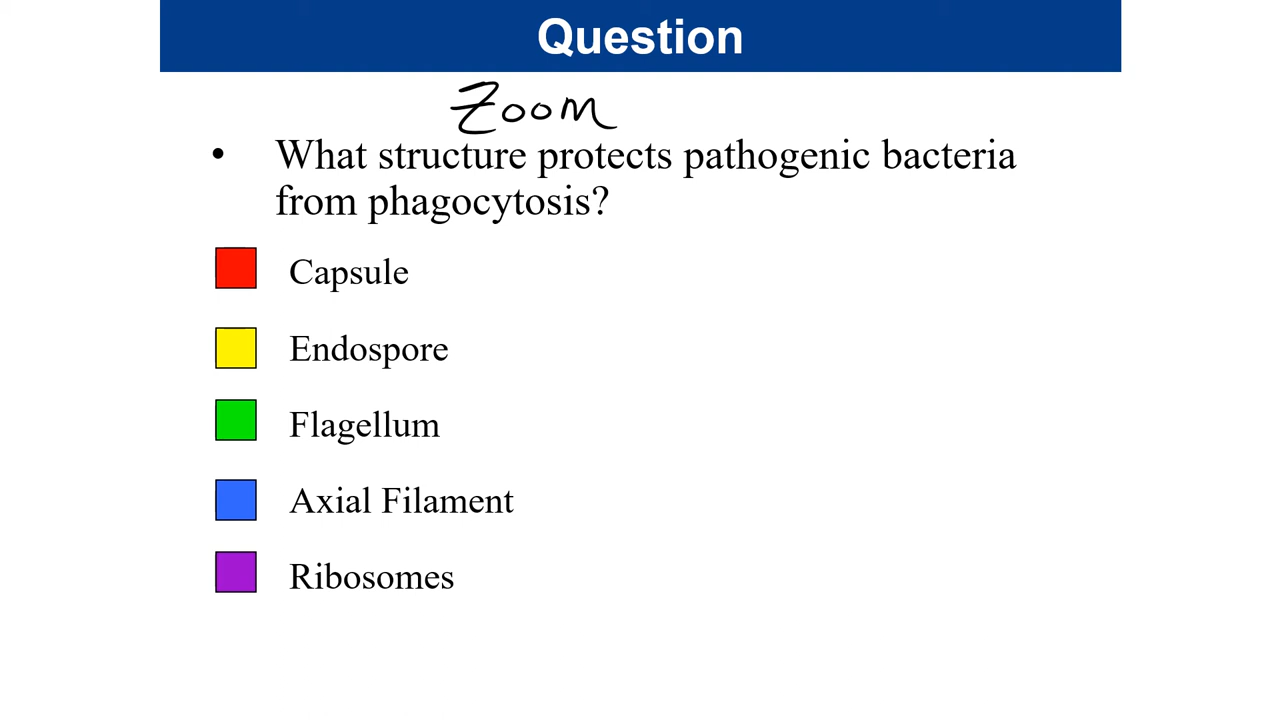 Question
Zoom
• What structure protects pathogenic bacteria
from phagocytosis?
Capsule
Endospore
Flagellum
Axial Filament
Ribosomes